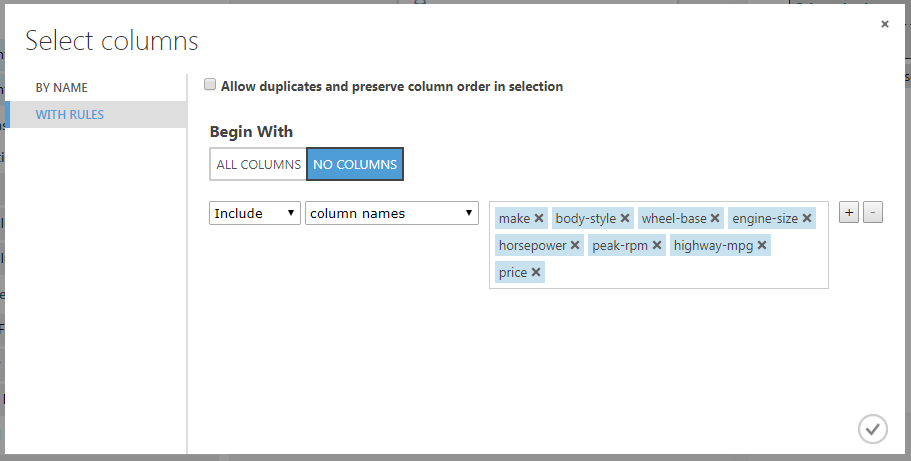 Select columns
BY NAME
WITH RULES
Allow duplicates and preserve column order in selection
Begin With
ALL COLUMNS NO COLUMNS
Include column names
make body-style wheel-base engine-size
horsepower peak-rpm highway-mpg
price
+ -